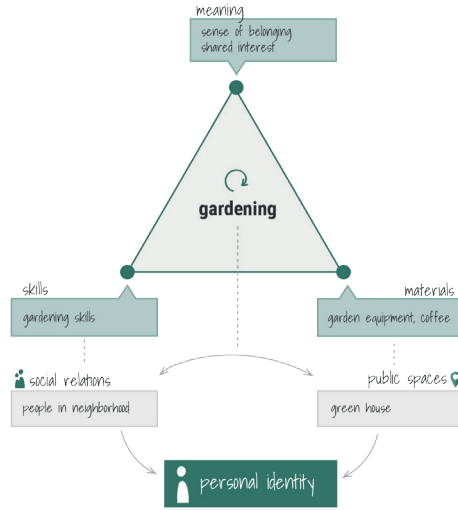 meaning
sense of belonging
shared interest
gardening
skills
gardening skills
materials
garden equipment, coffee
social relations
people in neighborhood
public spaces
green house
personal identity